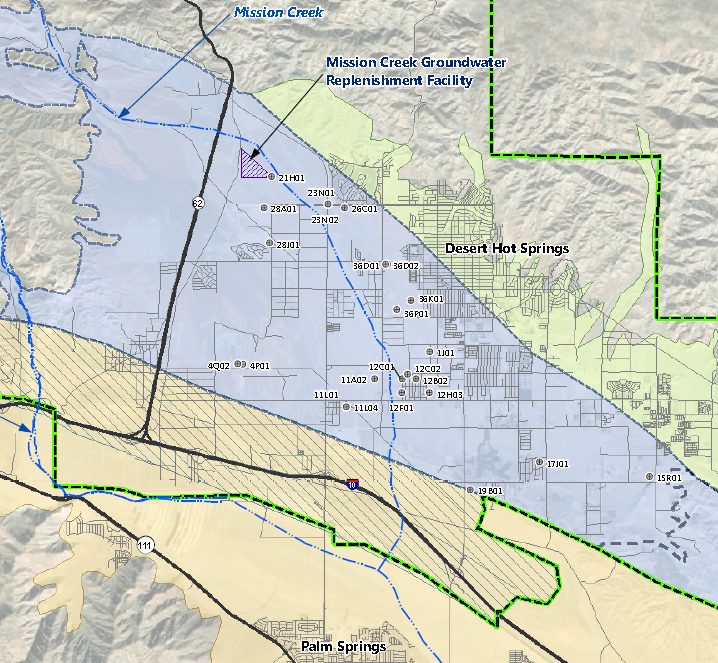 Mission Creek
Mission Creek Groundwater
Replenishment Facility
21H01
23N01
62
28A01
26C01
23N02
28J01
Desert Hot Springs
36D01
36D02
36K01
36P01
1J01
4Q02
4P01
12C01
12C02
11A02
12B02
11L01
12H03
11L04
12F01
17J01
15R01
10
19B01
111
Palm Springs